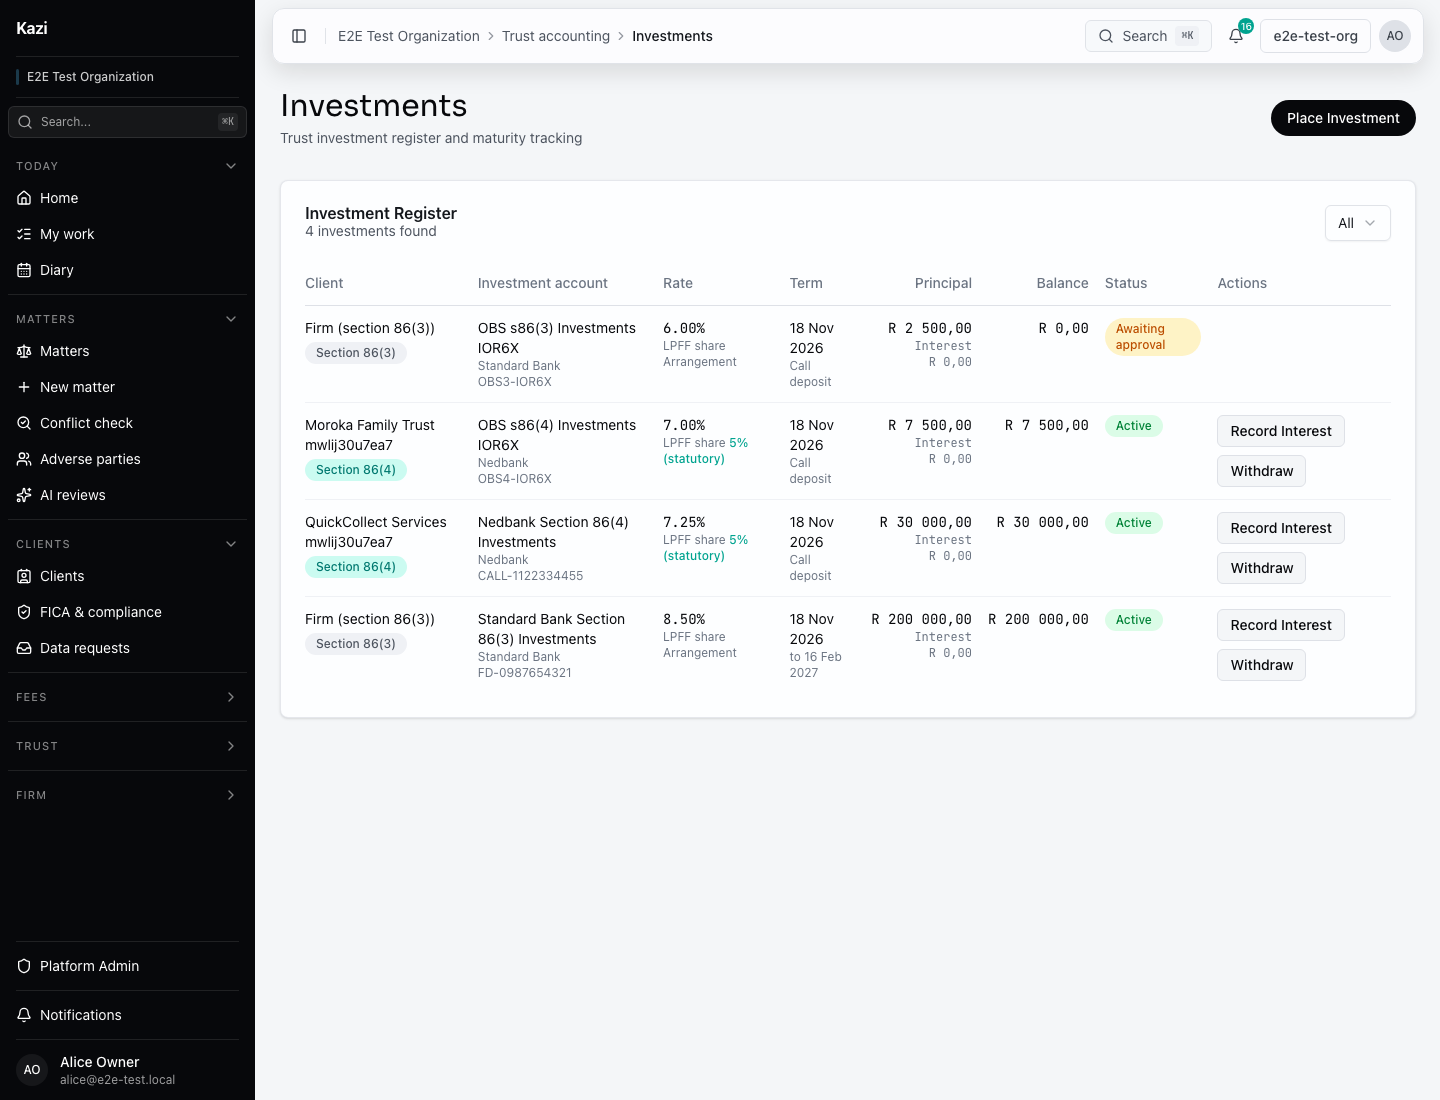 Kazi
E2E Test Organization
Search...
⌘K
TODAY
Home
My work
Diary
MATTERS
Matters
New matter
Conflict check
Adverse parties
AI reviews
CLIENTS
Clients
FICA & compliance
Data requests
FEES
TRUST
FIRM
Platform Admin
Notifications
AO
Alice Owner
alice@e2e-test.local
E2E Test Organization
Trust accounting
Investments
Search ⌘K
16
e2e-test-org
AO
Investments
Trust investment register and maturity tracking
Place Investment
Investment Register
4 investments found
All
Client Investment account Rate Term Principal Balance Status Actions
Firm (section 86(3))
Section 86(3)
OBS s86(3) Investments
IOR6X
Standard Bank
OBS3-IOR6X
6.00%
LPFF share
Arrangement
18 Nov
2026
Call
deposit
R 2 500,00
Interest
R 0,00
R 0,00
Awaiting
approval
Moroka Family Trust
mwlij30u7ea7
Section 86(4)
OBS s86(4) Investments
IOR6X
Nedbank
OBS4-IOR6X
7.00%
LPFF share 5%
(statutory)
18 Nov
2026
Call
deposit
R 7 500,00
Interest
R 0,00
R 7 500,00
Active
Record Interest
Withdraw
QuickCollect Services
mwlij30u7ea7
Section 86(4)
Nedbank Section 86(4)
Investments
Nedbank
CALL-1122334455
7.25%
LPFF share 5%
(statutory)
18 Nov
2026
Call
deposit
R 30 000,00
Interest
R 0,00
R 30 000,00
Active
Record Interest
Withdraw
Firm (section 86(3))
Section 86(3)
Standard Bank Section
86(3) Investments
Standard Bank
FD-0987654321
8.50%
LPFF share
Arrangement
18 Nov
2026
to 16 Feb
2027
R 200 000,00
Interest
R 0,00
R 200 000,00
Active
Record Interest
Withdraw